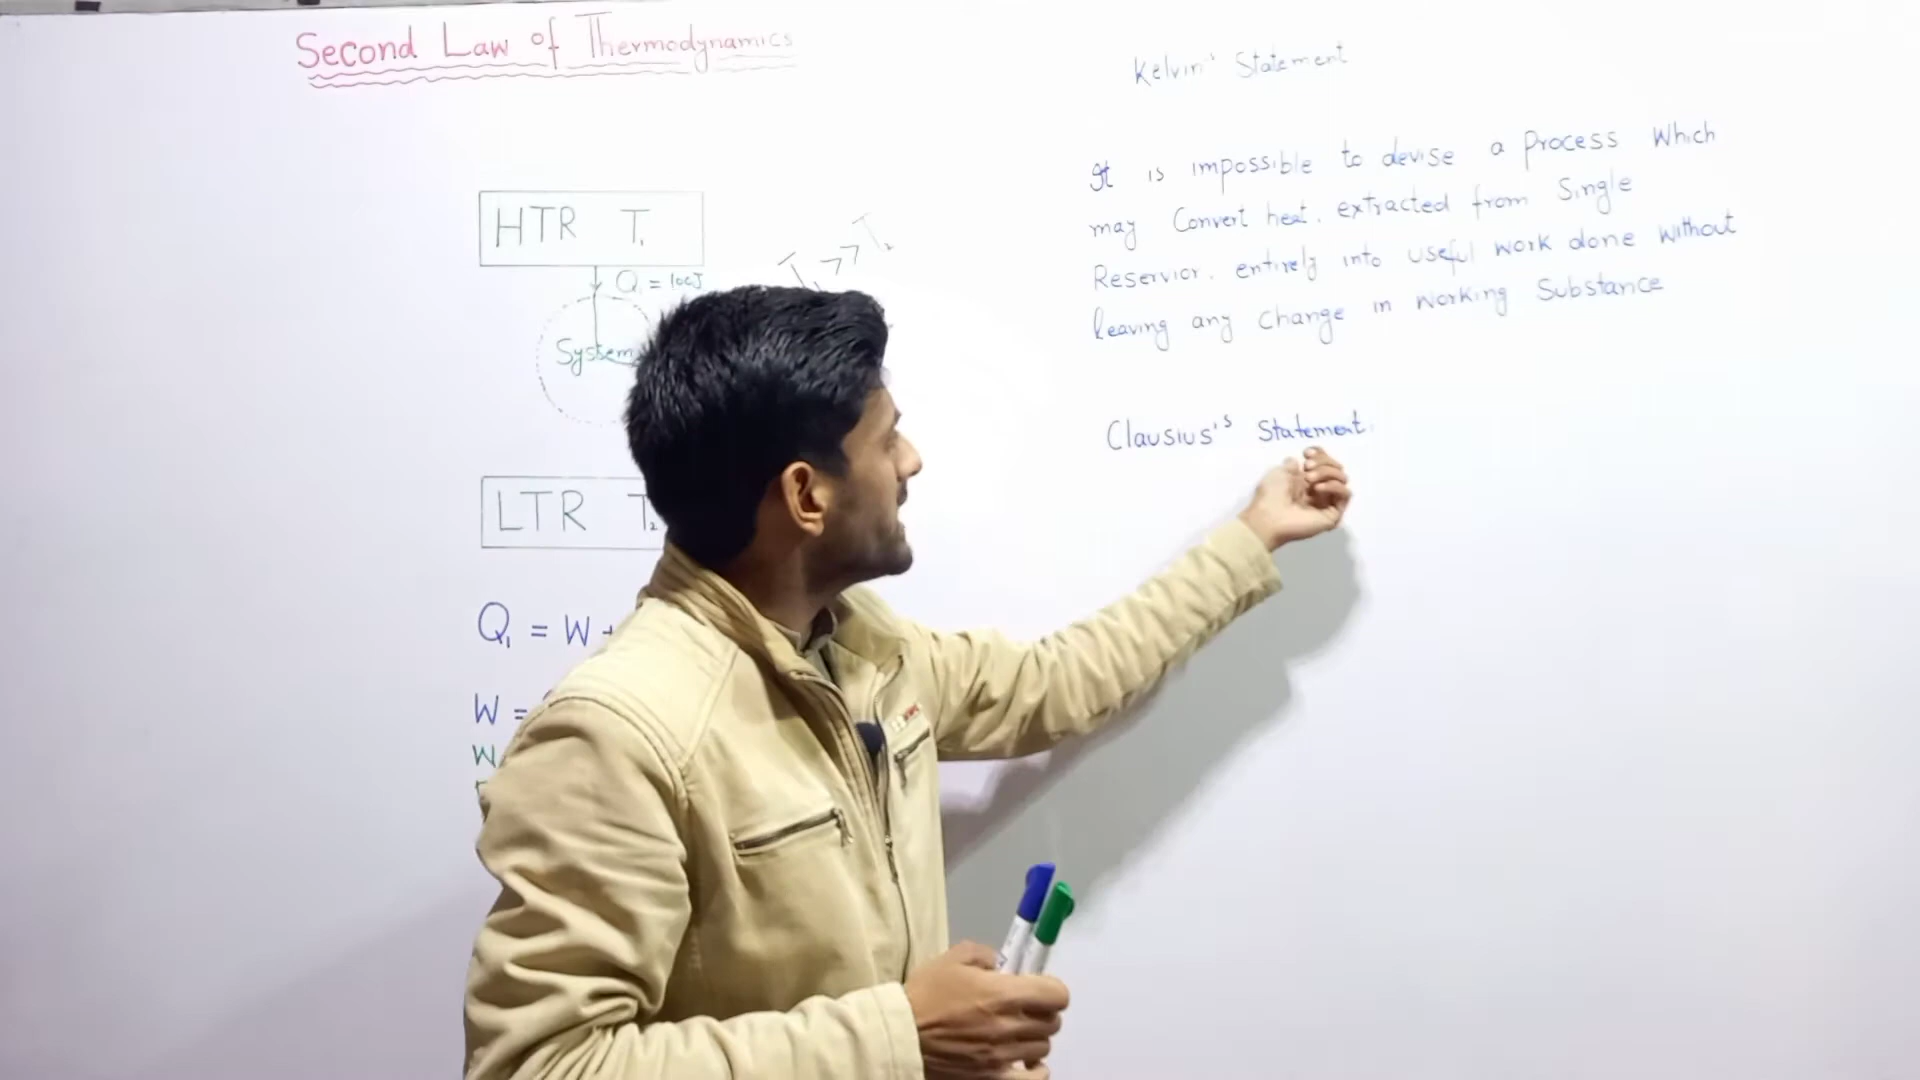 Second Law of Thermodynamics
HTR T₁
Q₁ = 100J
T₁ >> T₂
System
LTR T₂
Q₁ = W +
W =
W
Kelvin's Statement
It is impossible to devise a Process Which
may Convert heat. extracted from Single
Reservior. entirely into useful work done without
leaving any change in working Substance
Clausius's Statement.